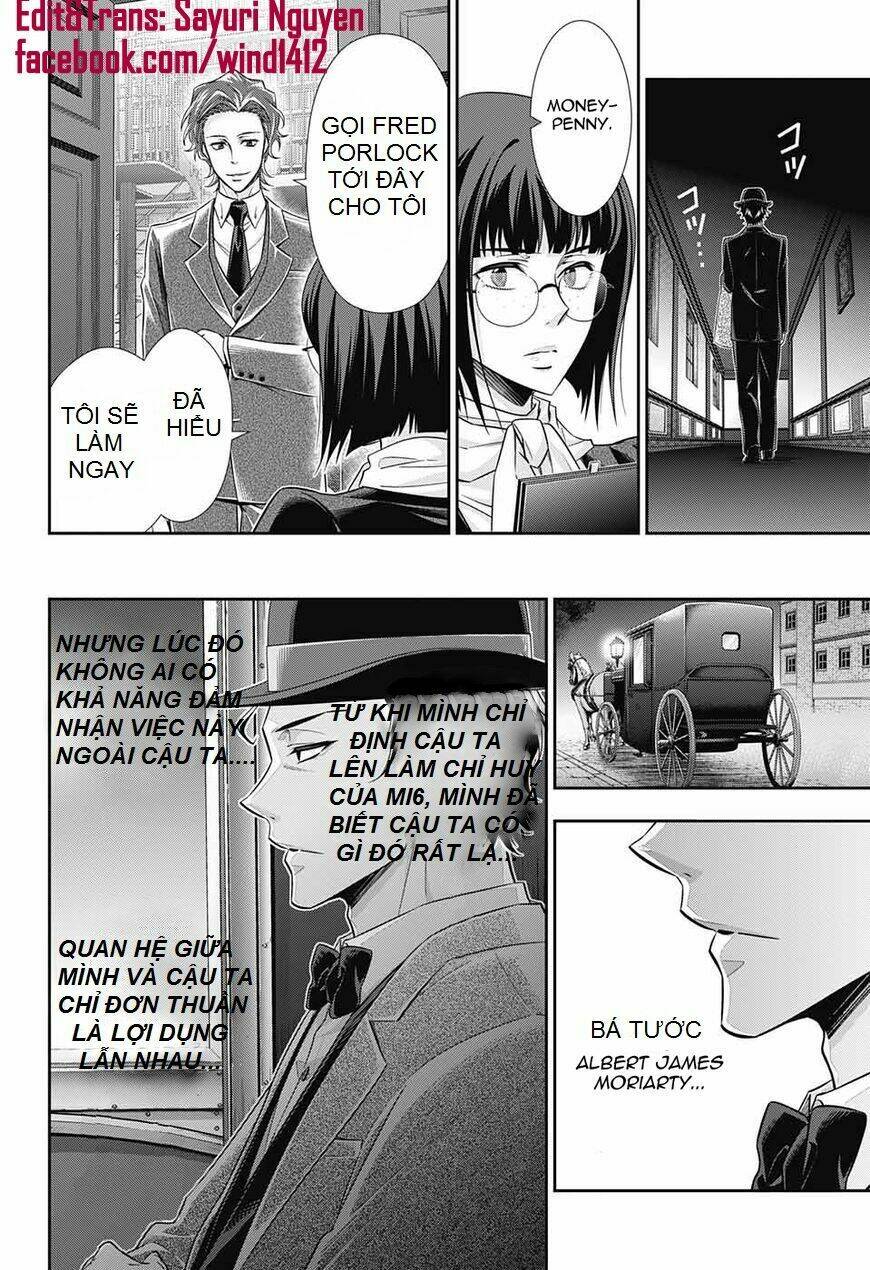 Edit&Trans: Sayuri Nguyen
facebook.com/wind1412
コツ
コツ...
MONEY-
PENNY.
GỌI FRED
PORLOCK
TỚI ĐÂY
CHO TÔI
ĐÃ
HIỂU
TÔI SẼ
LÀM
NGAY
BÁ TƯỚC
ALBERT JAMES
MORIARTY...
TƯ KHI MÌNH CHỈ
ĐỊNH CẬU TA
LÊN LÀM CHỈ HUY
CỦA MI6, MÌNH ĐÃ
BIẾT CẬU TA CÓ
GÌ ĐÓ RẤT LẠ...
NHƯNG LÚC ĐÓ
KHÔNG AI CÓ
KHẢ NĂNG ĐẢM
NHẬN VIỆC NÀY
NGOÀI CẬU TA....
QUAN HỆ GIỮA
MÌNH VÀ CẬU TA
CHỈ ĐƠN THUẦN
LÀ LỢI DỤNG
LẪN NHAU...